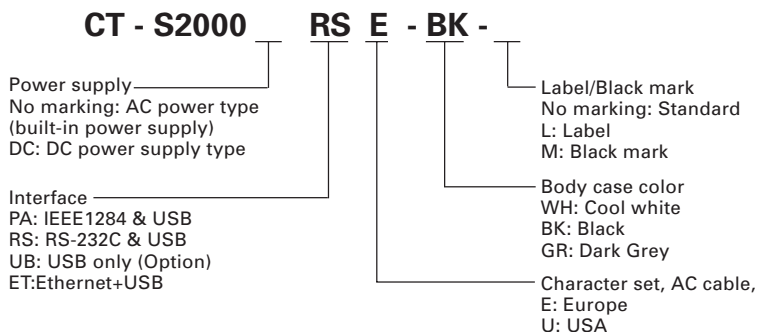 CT - S2000 __ RS E - BK - __
Power supply
No marking: AC power type
(built-in power supply)
DC: DC power supply type
Interface
PA: IEEE1284 & USB
RS: RS-232C & USB
UB: USB only (Option)
ET:Ethernet+USB
Label/Black mark
No marking: Standard
L: Label
M: Black mark
Body case color
WH: Cool white
BK: Black
GR: Dark Grey
Character set, AC cable,
E: Europe
U: USA